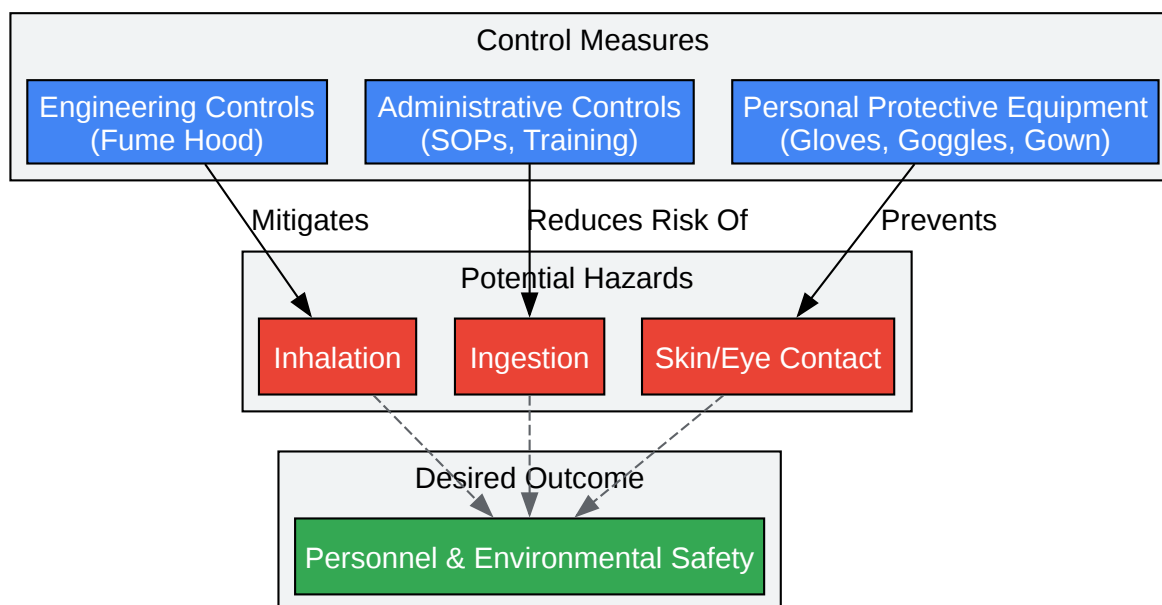 Control Measures
Engineering Controls
(Fume Hood)
Administrative Controls
(SOPs, Training)
Personal Protective Equipment
(Gloves, Goggles, Gown)
Mitigates
Reduces Risk Of
Prevents
Potential Hazards
Inhalation
Ingestion
Skin/Eye Contact
Desired Outcome
Personnel & Environmental Safety